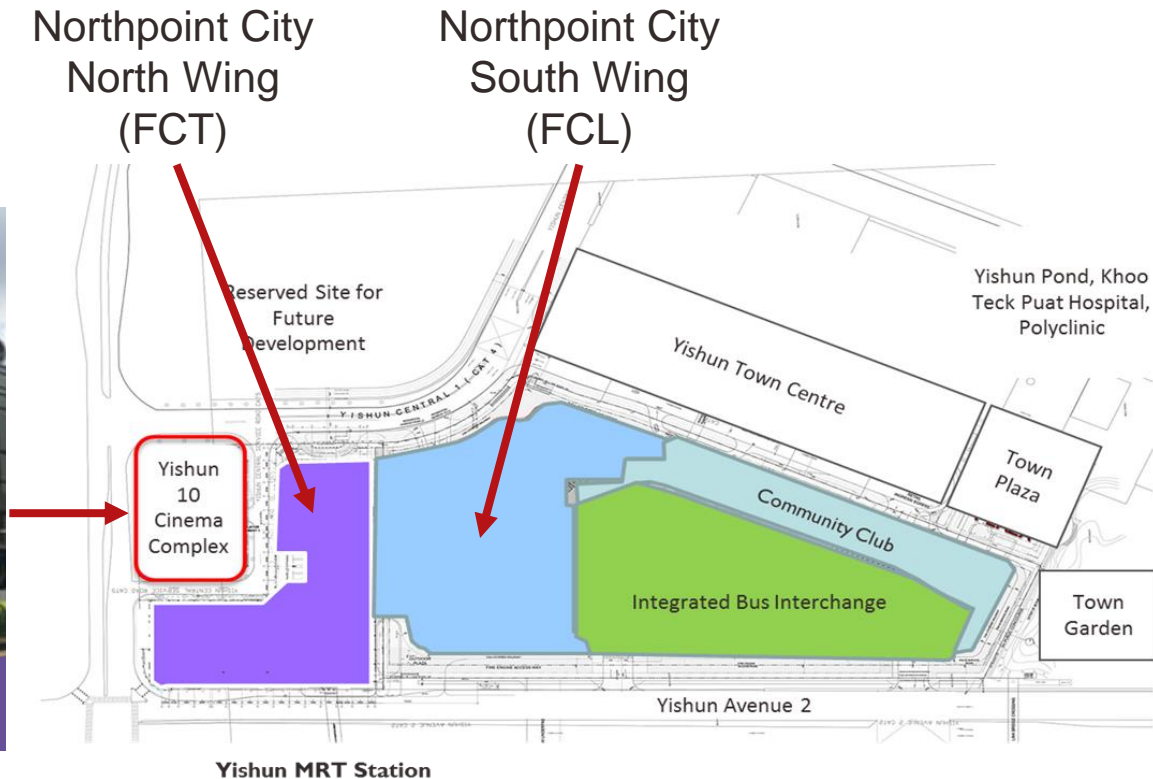 Northpoint City
North Wing
(FCT)
Northpoint City
South Wing
(FCL)
Reserved Site for
Future
Development
Yishun Pond, Khoo
Teck Puat Hospital,
Polyclinic
YISHUN CENTRAL 1 (CAT 4)
Yishun Town Centre
Town
Plaza
Yishun
10
Cinema
Complex
Community Club
Integrated Bus Interchange
Town
Garden
Yishun Avenue 2
Yishun MRT Station